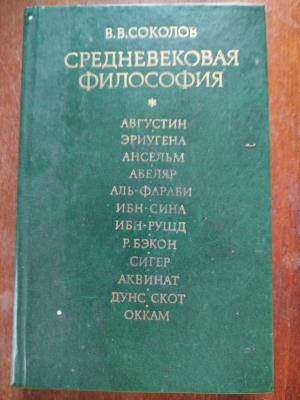 В.В.СОКОЛОВ
СРЕДНЕВЕКОВАЯ
ФИЛОСОФИЯ
*
АВГУСТИН
ЭРИУГЕНА
АНСЕЛЬМ
АБЕЛЯР
АЛЬ-ФАРАБИ
ИБН-СИНА
ИБН-РУШД
Р.БЭКОН
СИГЕР
АКВИНАТ
ДУНС СКОТ
ОККАМ